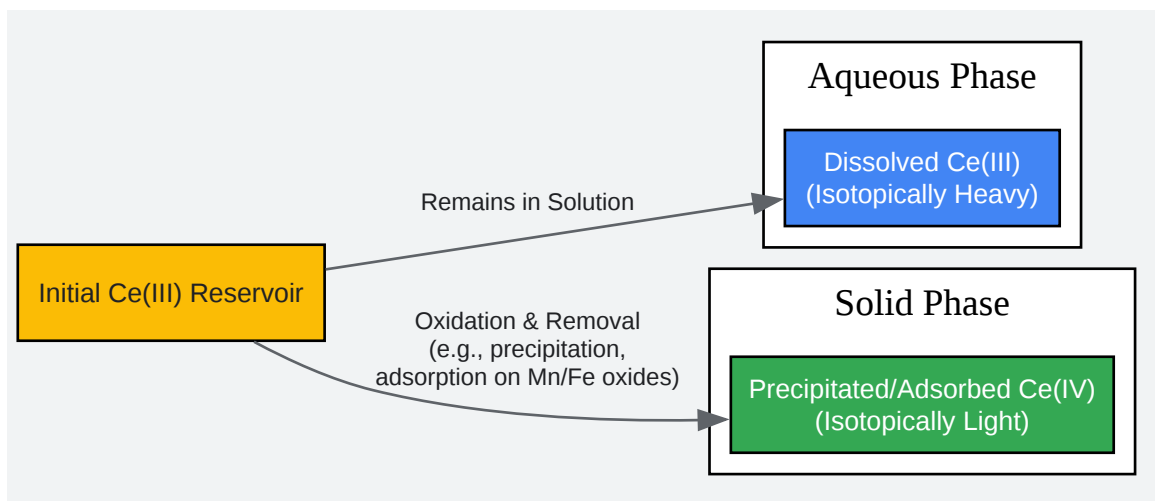 Aqueous Phase
Dissolved Ce(III)
(Isotopically Heavy)
Remains in Solution
Initial Ce(III) Reservoir
Oxidation & Removal
(e.g., precipitation,
adsorption on Mn/Fe oxides)
Solid Phase
Precipitated/Adsorbed Ce(IV)
(Isotopically Light)